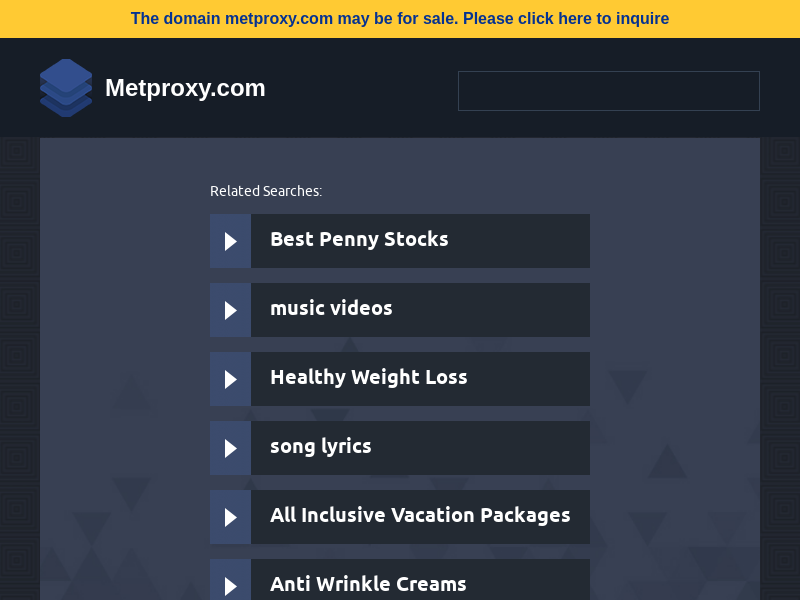 The domain metproxy.com may be for sale. Please click here to inquire
Metproxy.com
Related Searches:
Best Penny Stocks
music videos
Healthy Weight Loss
song lyrics
All Inclusive Vacation Packages
Anti Wrinkle Creams